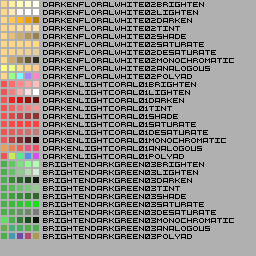 DARKENFLORALWHITE02BRIGHTEN
DARKENFLORALWHITE02LIGHTEN
DARKENFLORALWHITE02DARKEN
DARKENFLORALWHITE02TINT
DARKENFLORALWHITE02SHADE
DARKENFLORALWHITE02SATURATE
DARKENFLORALWHITE02DESATURATE
DARKENFLORALWHITE02MONOCHROMATIC
DARKENFLORALWHITE02ANALOGOUS
DARKENFLORALWHITE02POLYAD
DARKENLIGHTCORAL01BRIGHTEN
DARKENLIGHTCORAL01LIGHTEN
DARKENLIGHTCORAL01DARKEN
DARKENLIGHTCORAL01TINT
DARKENLIGHTCORAL01SHADE
DARKENLIGHTCORAL01SATURATE
DARKENLIGHTCORAL01DESATURATE
DARKENLIGHTCORAL01MONOCHROMATIC
DARKENLIGHTCORAL01ANALOGOUS
DARKENLIGHTCORAL01POLYAD
BRIGHTENDARKGREEN03BRIGHTEN
BRIGHTENDARKGREEN03LIGHTEN
BRIGHTENDARKGREEN03DARKEN
BRIGHTENDARKGREEN03TINT
BRIGHTENDARKGREEN03SHADE
BRIGHTENDARKGREEN03SATURATE
BRIGHTENDARKGREEN03DESATURATE
BRIGHTENDARKGREEN03MONOCHROMATIC
BRIGHTENDARKGREEN03ANALOGOUS
BRIGHTENDARKGREEN03POLYAD